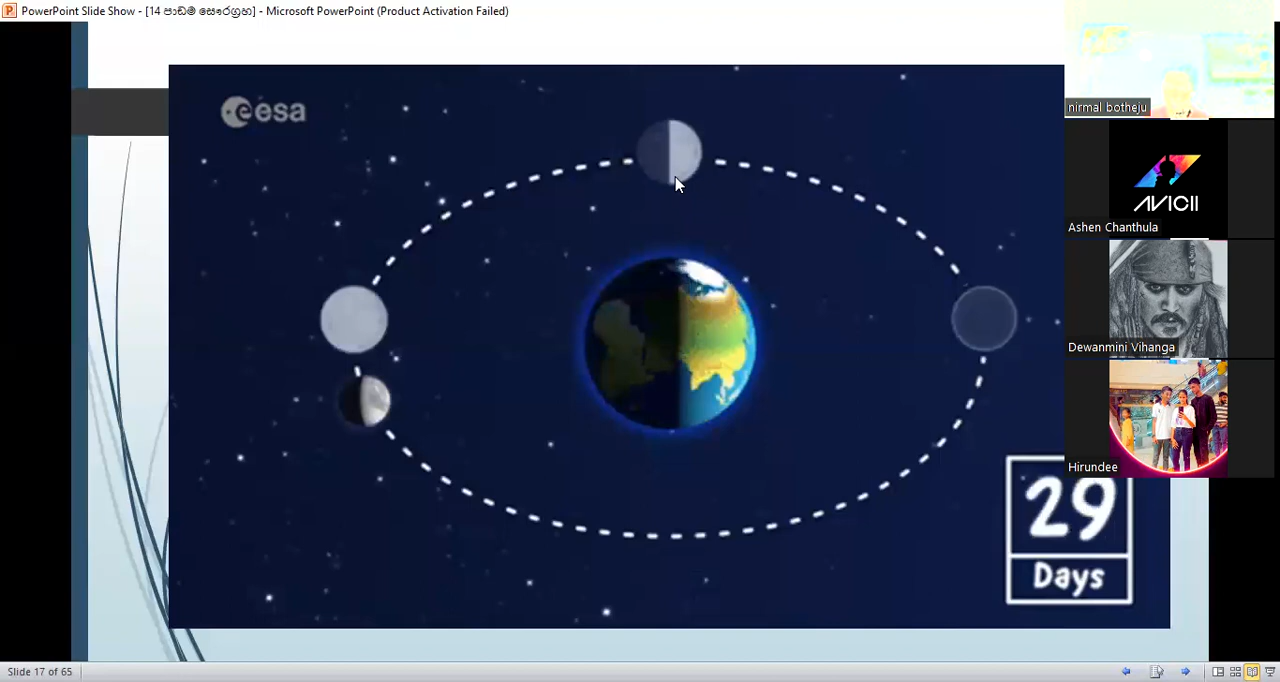 PowerPoint Slide Show - [14 පාඩම සෞරග්‍රහ] - Microsoft PowerPoint (Product Activation Failed)
esa
nirmal botheju
AVICII
Ashen Chanthula
Dewanmini Vihanga
Hirundee
29
Days
Slide 17 of 65